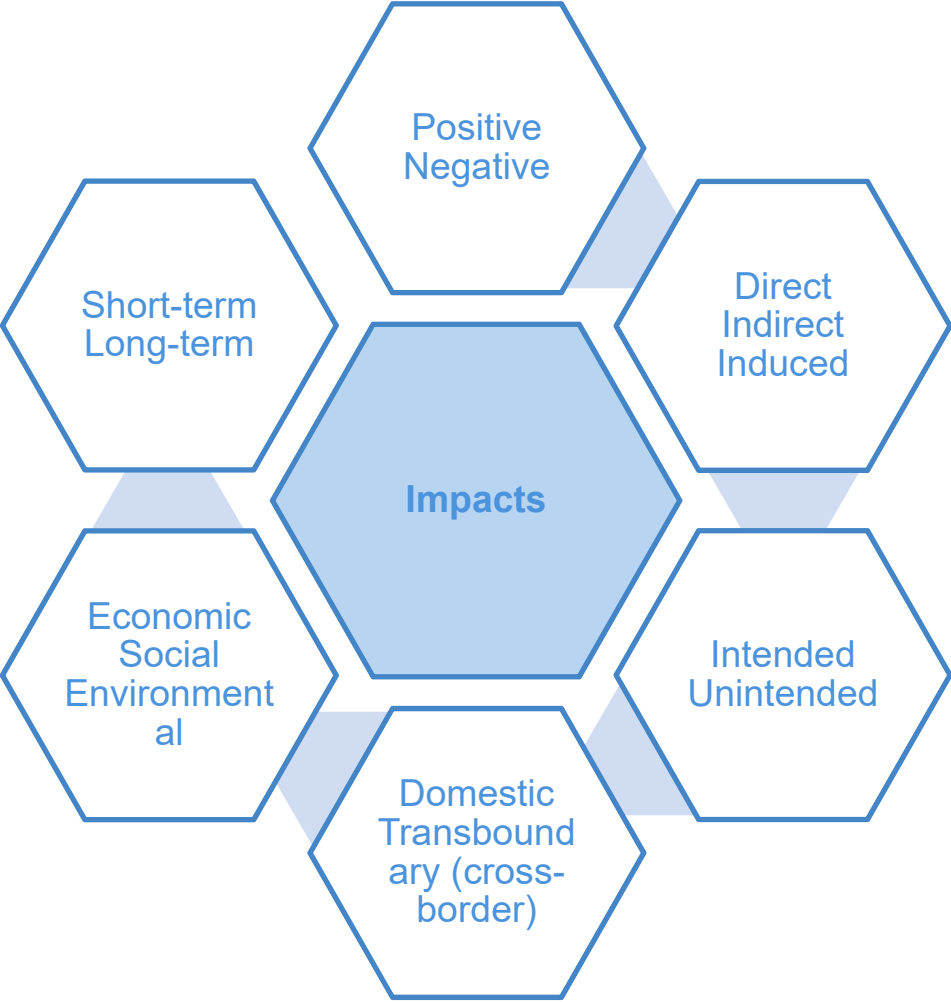 Positive
Negative
Direct
Indirect
Induced
Intended
Unintended
Domestic
Transbound
ary (cross-
border)
Economic
Social
Environment
al
Short-term
Long-term
Impacts